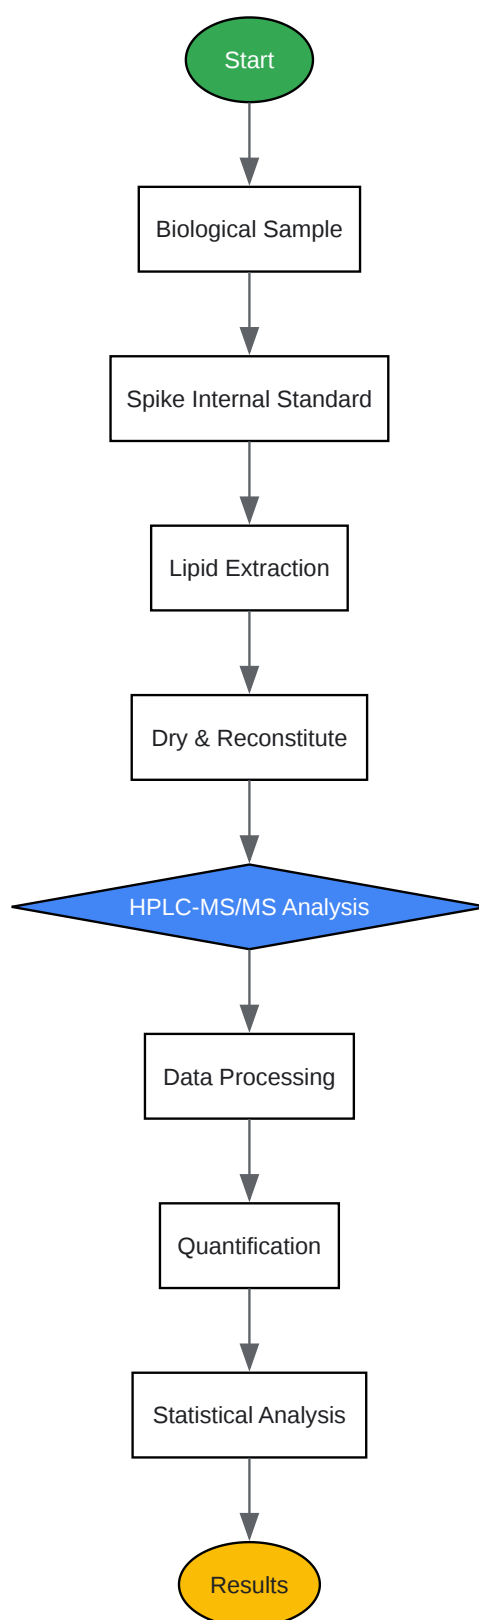 Start
Biological Sample
Spike Internal Standard
Lipid Extraction
Dry & Reconstitute
HPLC-MS/MS Analysis
Data Processing
Quantification
Statistical Analysis
Results